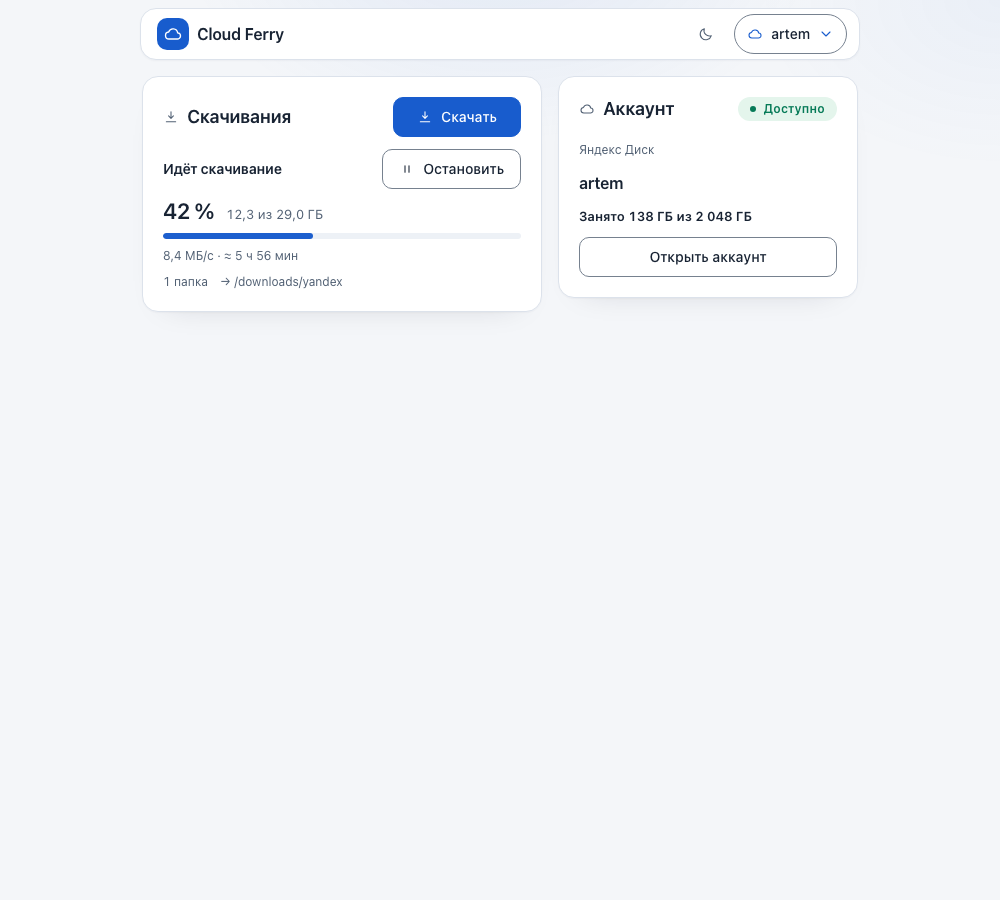 Cloud Ferry
artem
Скачивания
Скачать
Идёт скачивание
Остановить
42 % 12,3 из 29,0 ГБ
8,4 МБ/с · ≈ 5 ч 56 мин
1 папка → /downloads/yandex
Аккаунт
Доступно
Яндекс Диск
artem
Занято 138 ГБ из 2 048 ГБ
Открыть аккаунт